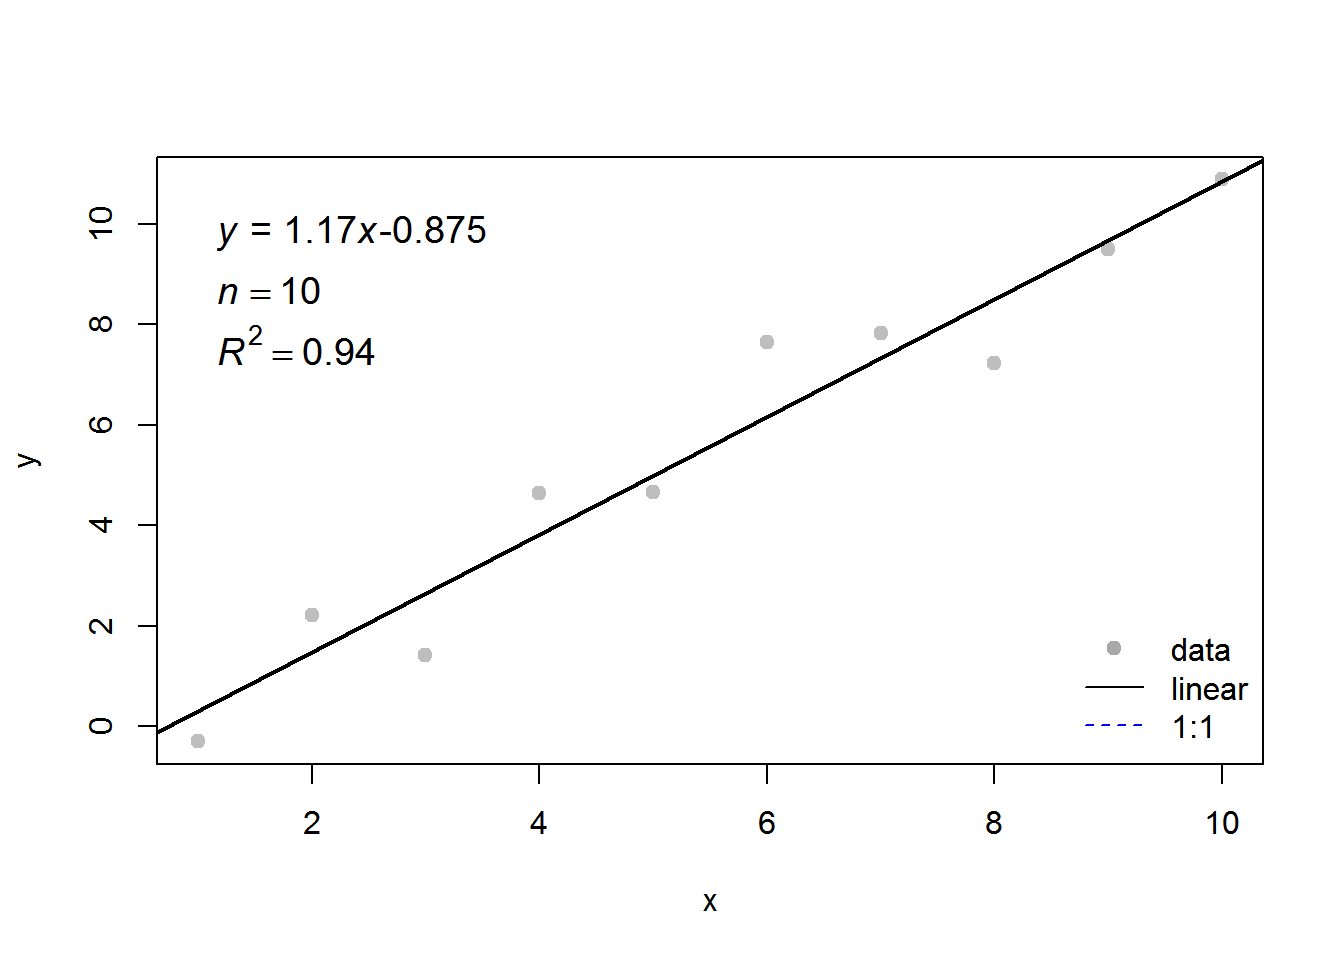 y = 1.17x-0.875
n = 10
R² = 0.94
10
8
6
4
2
0
y
data
linear
1:1
2 4 6 8 10
x